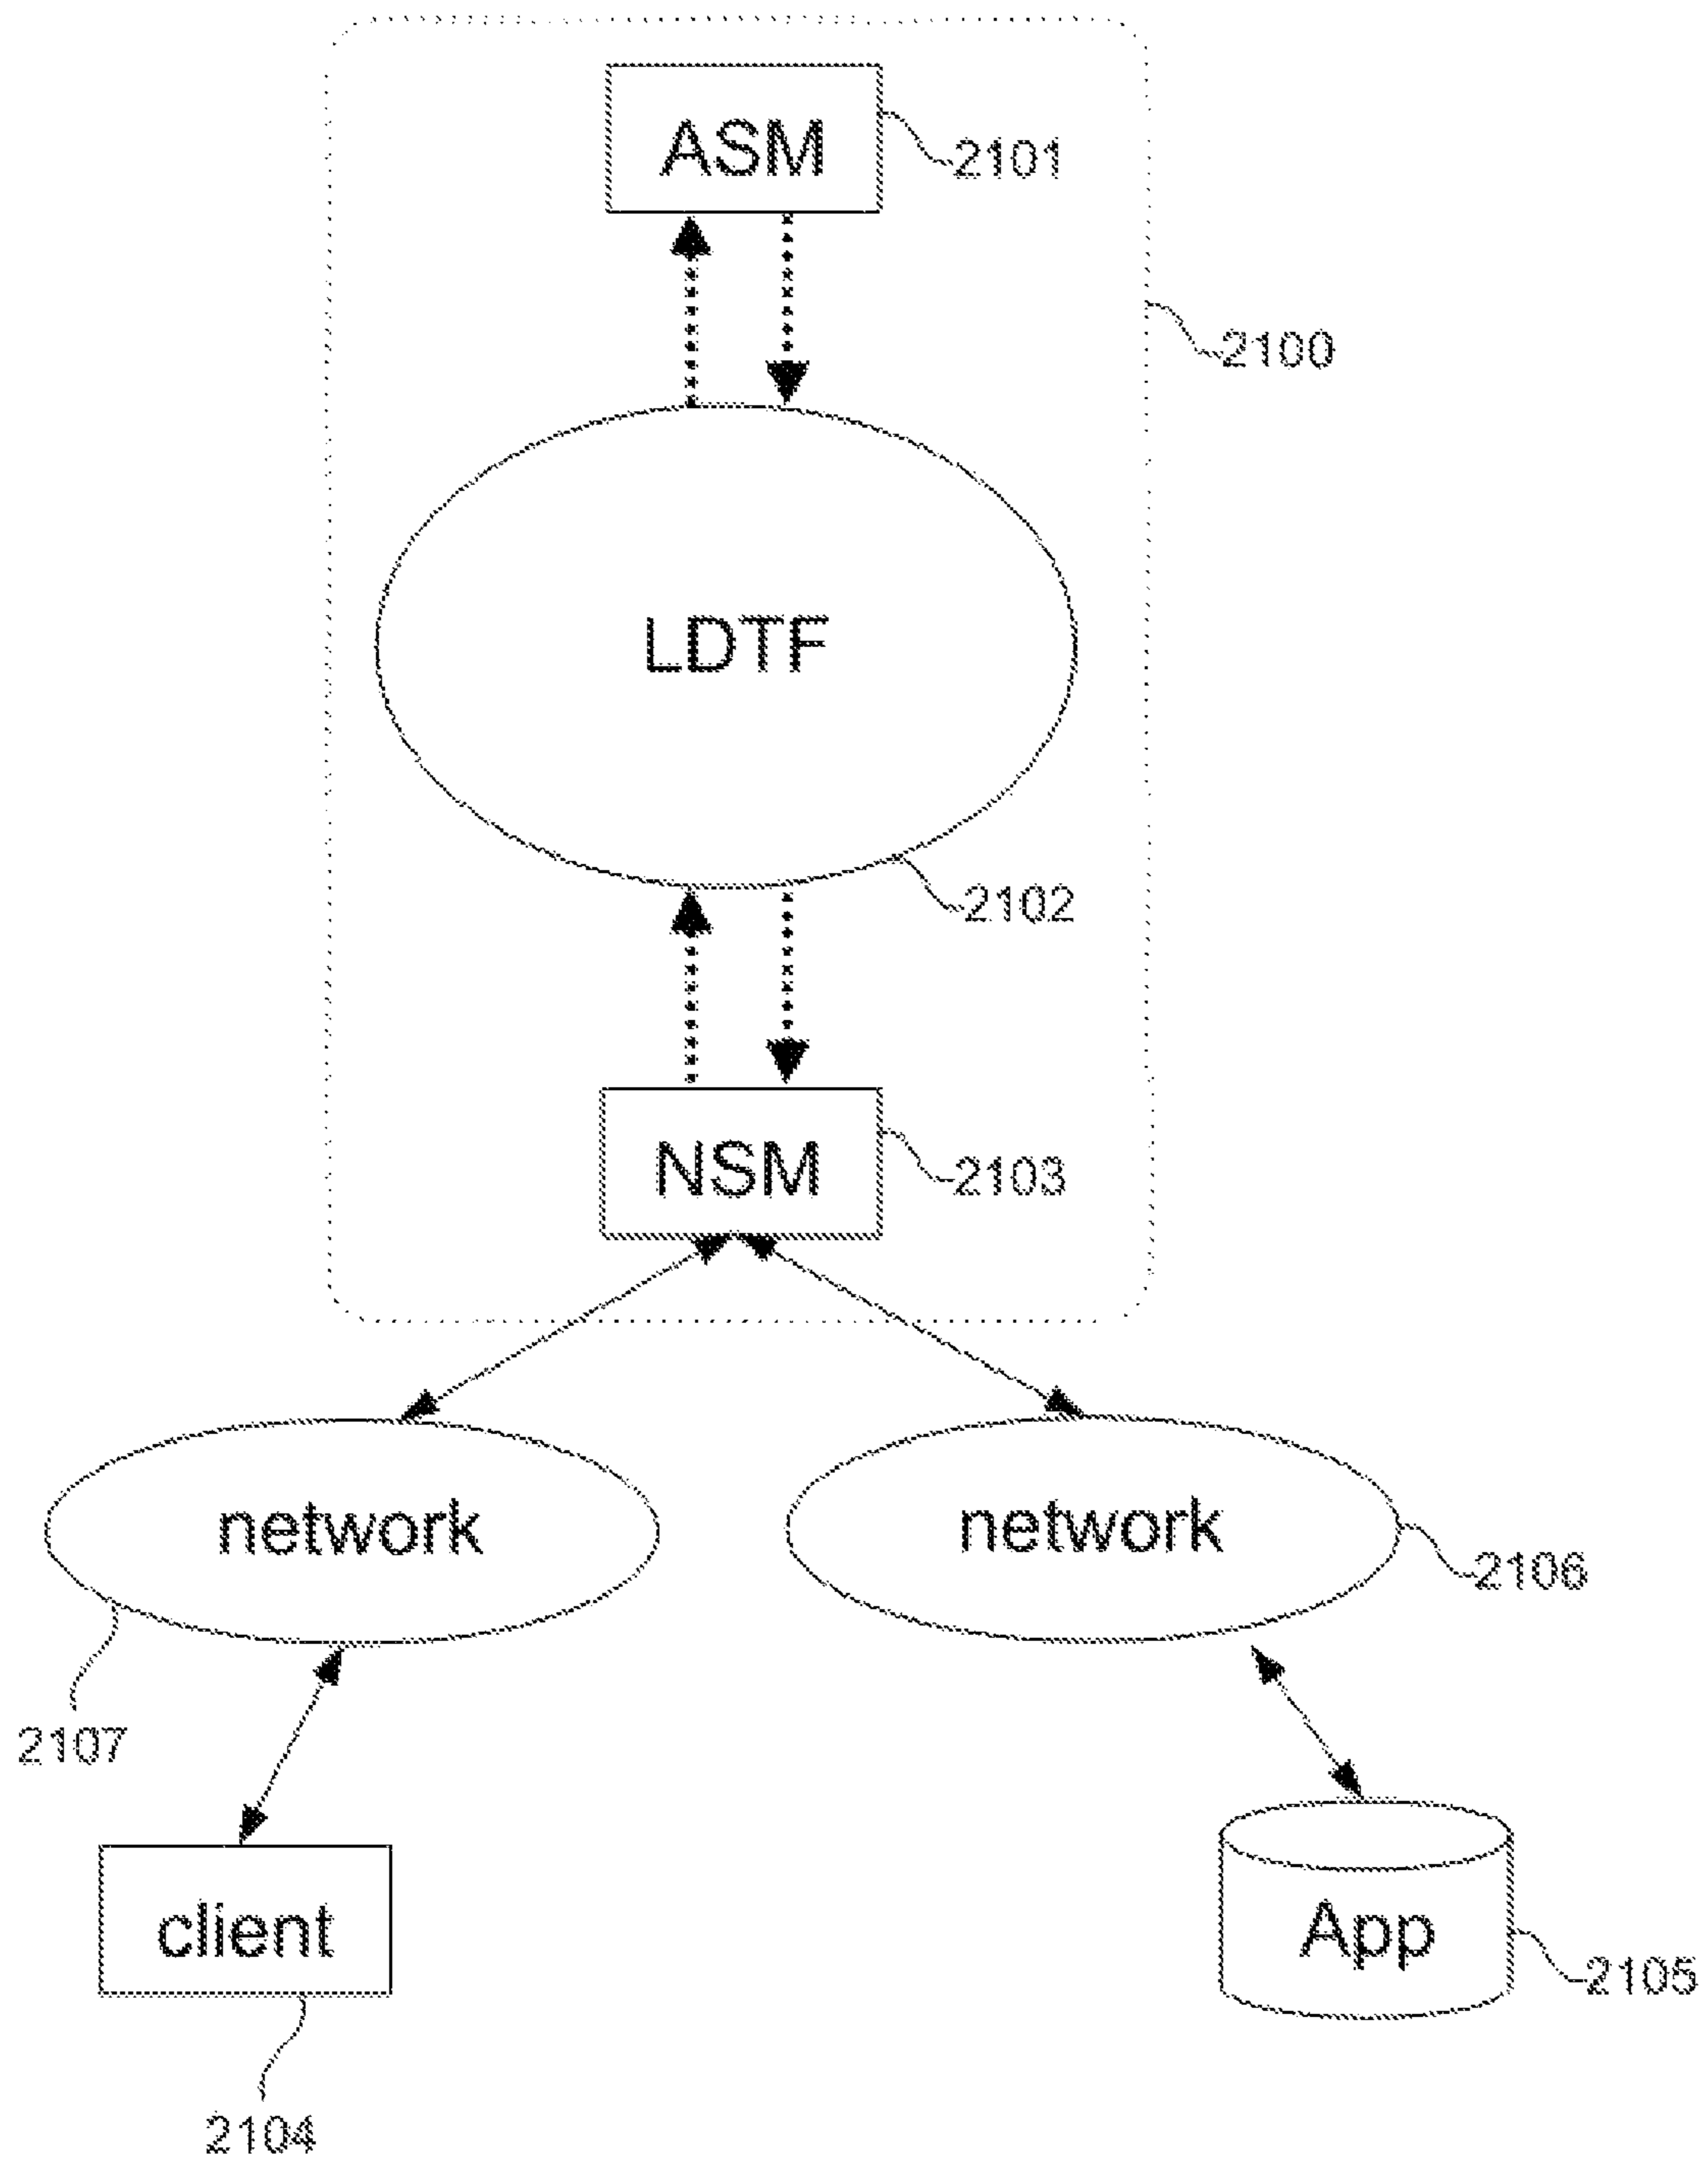 ASM
2101
2100
LDTF
2102
NSM
2103
network
network
2106
2107
client
App
2105
2104